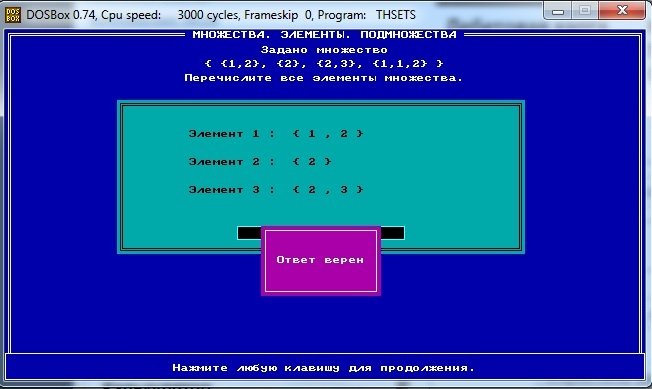 DOSBox 0.74, Cpu speed: 3000 cycles, Frameskip 0, Program: THSETS
МНОЖЕСТВА. ЭЛЕМЕНТЫ. ПОДМНОЖЕСТВА
Задано множество
{ {1,2}, {2}, {2,3}, {1,1,2} }
Перечислите все элементы множества.
Элемент 1 : { 1 , 2 }
Элемент 2 : { 2 }
Элемент 3 : { 2 , 3 }
Ответ верен
Нажмите любую клавишу для продолжения.